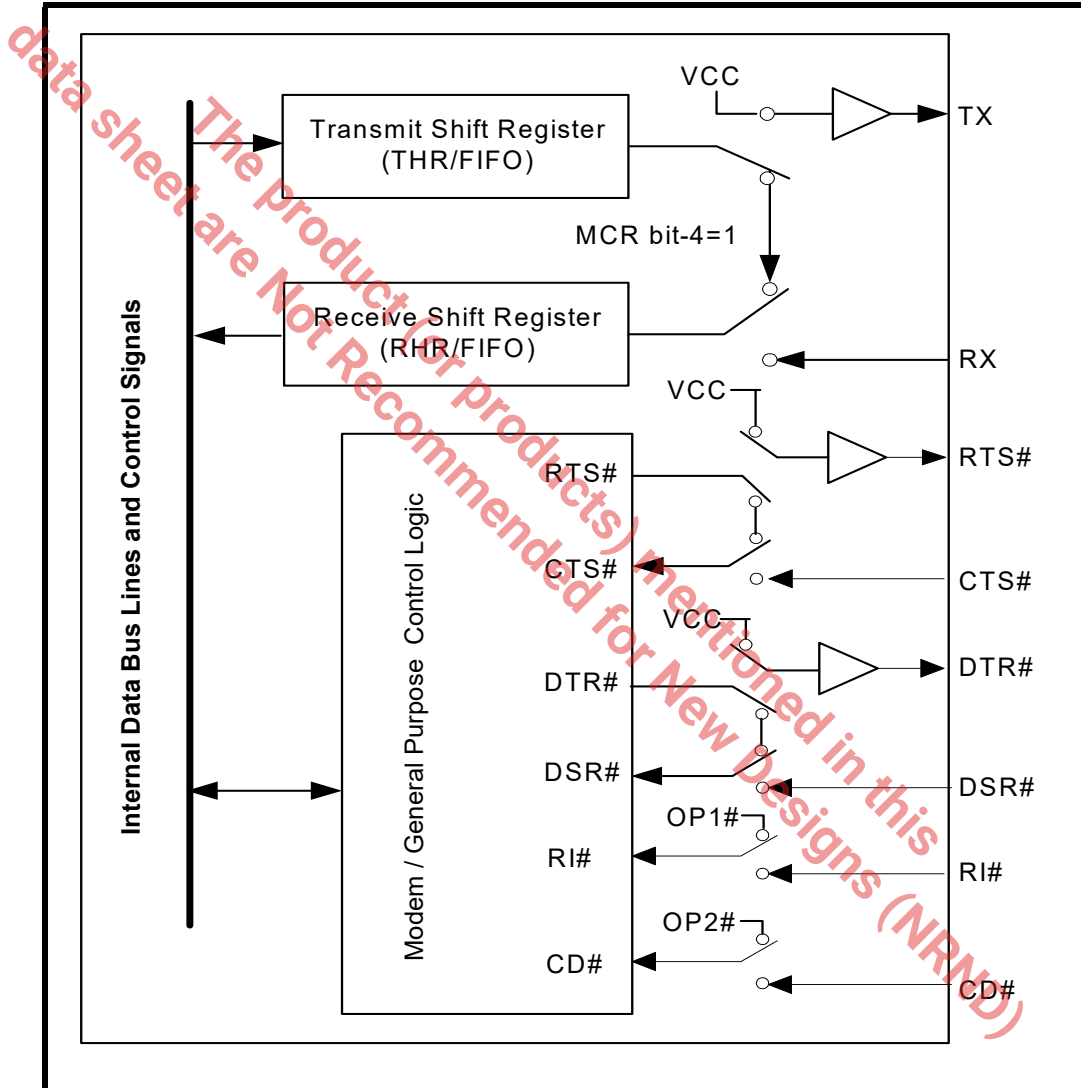 VCC
TX
Transmit Shift Register
(THR/FIFO)
MCR bit-4=1
Receive Shift Register
(RHR/FIFO)
RX
VCC
RTS#
RTS#
CTS#
CTS#
VCC
DTR#
DTR#
DSR#
DSR#
OP1#
RI#
RI#
OP2#
CD#
CD#
Internal Data Bus Lines and Control Signals
Modem / General Purpose Control Logic
The product (or products) mentioned in this
data sheet are Not Recommended for New Designs (NRND)